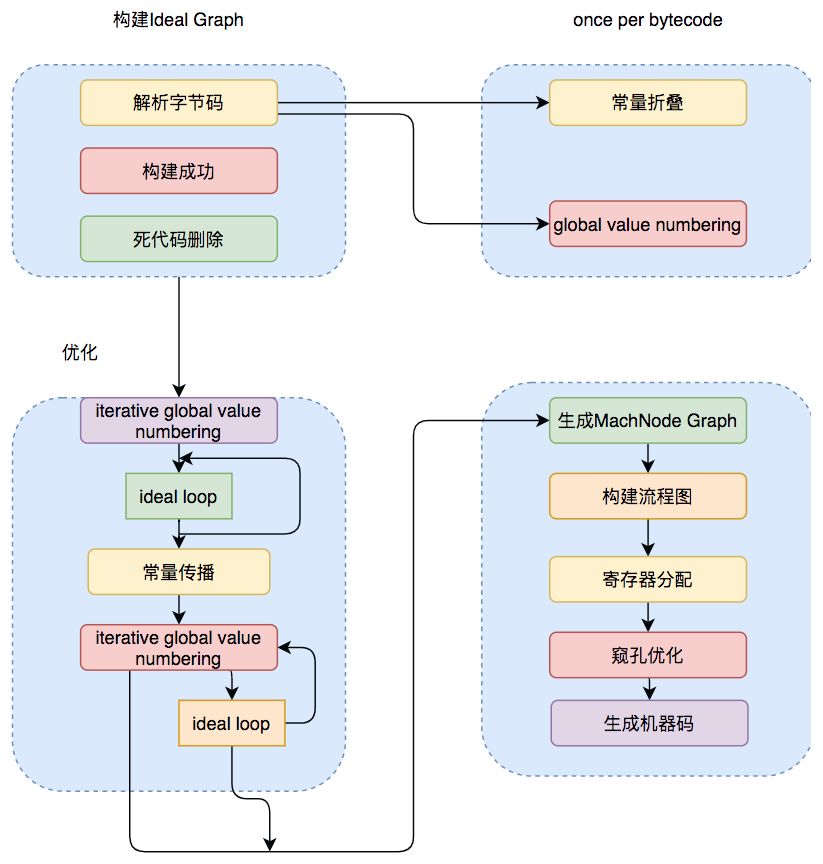 构建Ideal Graph
once per bytecode
解析字节码
常量折叠
构建成功
global value numbering
死代码删除
优化
iterative global value
numbering
ideal loop
常量传播
iterative global value
numbering
ideal loop
生成MachNode Graph
构建流程图
寄存器分配
窥孔优化
生成机器码